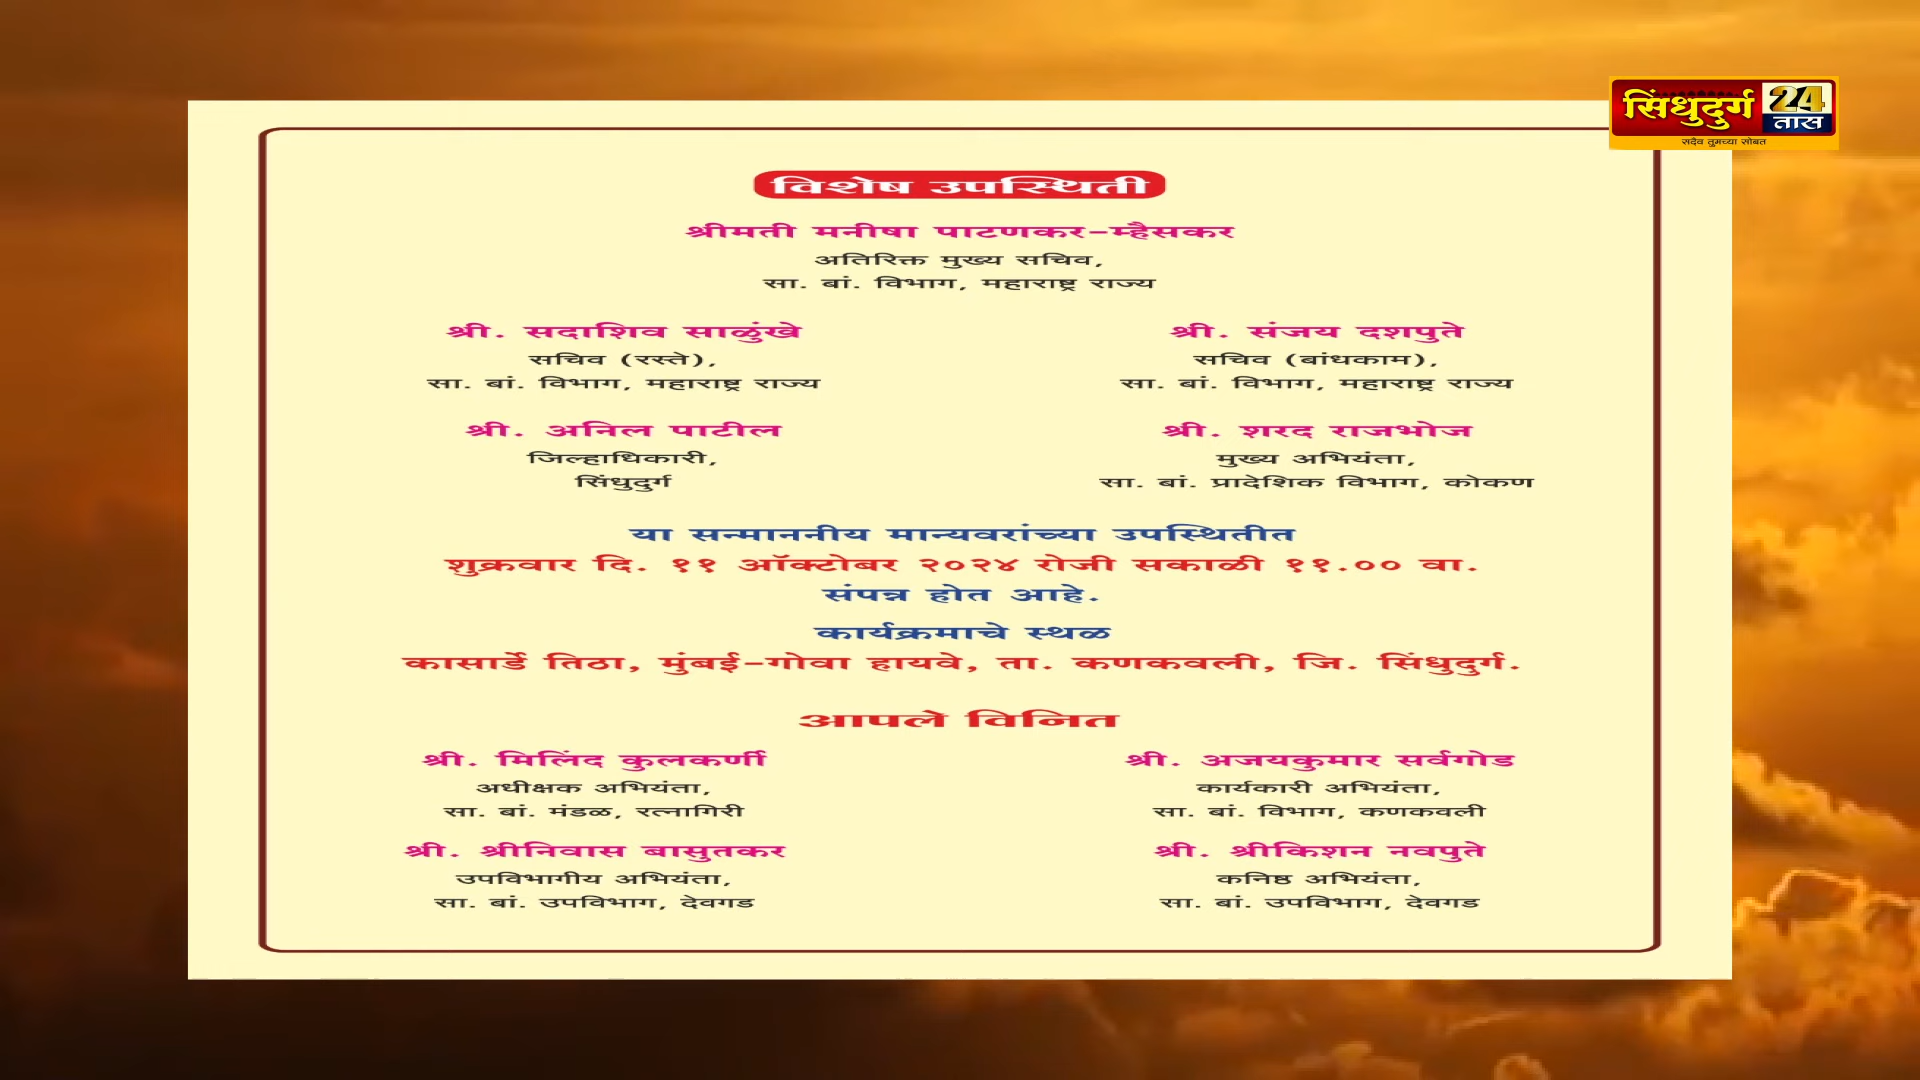 सिंधुदुर्ग 24 तास
सदैव तुमच्या सोबत
विशेष उपस्थिती
श्रीमती मनीषा पाटणकर-म्हैसकर
अतिरिक्त मुख्य सचिव,
सा. बां. विभाग, महाराष्ट्र राज्य
श्री. सदाशिव साळुंखे
सचिव (रस्ते),
सा. बां. विभाग, महाराष्ट्र राज्य
श्री. संजय दशपुते
सचिव (बांधकाम),
सा. बां. विभाग, महाराष्ट्र राज्य
श्री. अनिल पाटील
जिल्हाधिकारी,
सिंधुदुर्ग
श्री. शरद राजभोज
मुख्य अभियंता,
सा. बां. प्रादेशिक विभाग, कोकण
या सन्माननीय मान्यवरांच्या उपस्थितीत
शुक्रवार दि. ११ ऑक्टोबर २०२४ रोजी सकाळी ११.०० वा.
संपन्न होत आहे.
कार्यक्रमाचे स्थळ
कासार्डे तिठा, मुंबई-गोवा हायवे, ता. कणकवली, जि. सिंधुदुर्ग.
आपले विनित
श्री. मिलिंद कुलकर्णी
अधीक्षक अभियंता,
सा. बां. मंडळ, रत्नागिरी
श्री. अजयकुमार सर्वगोड
कार्यकारी अभियंता,
सा. बां. विभाग, कणकवली
श्री. श्रीनिवास बासुतकर
उपविभागीय अभियंता,
सा. बां. उपविभाग, देवगड
श्री. श्रीकिशन नवपुते
कनिष्ठ अभियंता,
सा. बां. उपविभाग, देवगड